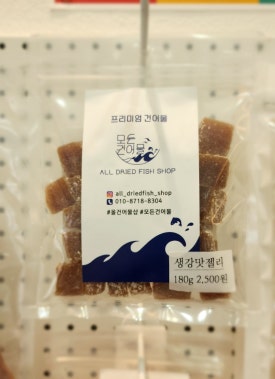 프리미엄 건어물
모든
건어물
ALL DRIED FISH SHOP
all_driedfish_shop
010-8718-8304
#올건어물샵 #모든건어물
생강맛젤리
180g 2,500원